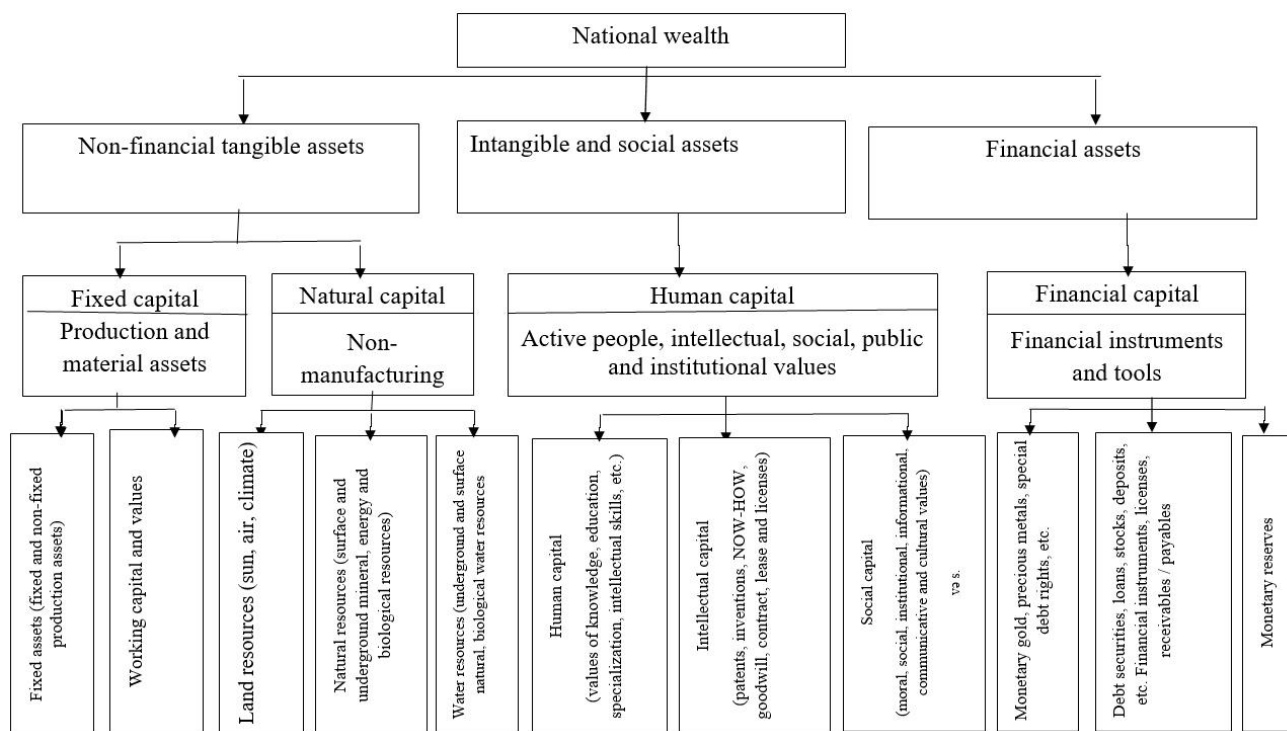 National wealth
Non-financial tangible assets
Intangible and social assets
Financial assets
Fixed capital
Production and
material assets
Natural capital
Non-
manufacturing
Human capital
Active people, intellectual, social, public
and institutional values
Financial capital
Financial instruments
and tools
Fixed assets (fixed and non-fixed
production assets)
Working capital and values
Land resources (sun, air, climate)
Natural resources (surface and
underground mineral, energy and
biological resources)
Water resources (underground and surface
natural, biological water resources
Human capital
(values of knowledge, education,
specialization, intellectual skills, etc.)
Intellectual capital
(patents, inventions, NOW-HOW,
goodwill, contract, lease and licenses)
Social capital
(moral, social, institutional, informational,
communicative and cultural values)
və s.
Monetary gold, precious metals, special
debt rights, etc.
Debt securities, loans, stocks, deposits,
etc. Financial instruments, licenses,
receivables / payables
Monetary reserves